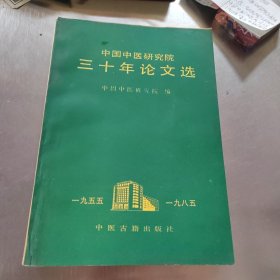 中国中医研究院
三十年论文选
中国中医研究院 编
一九五五 一九八五
中医古籍出版社